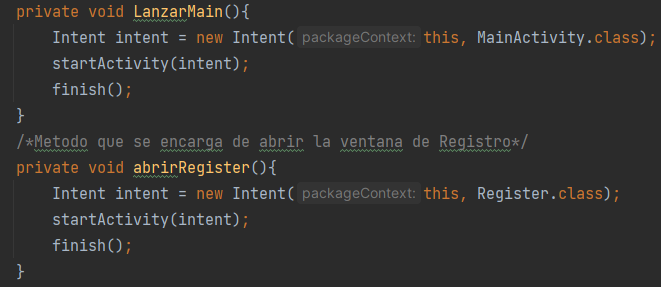 private void LanzarMain(){
    Intent intent = new Intent( packageContext: this, MainActivity.class);
    startActivity(intent);
    finish();
}
/*Metodo que se encarga de abrir la ventana de Registro*/
private void abrirRegister(){
    Intent intent = new Intent( packageContext: this, Register.class);
    startActivity(intent);
    finish();
}